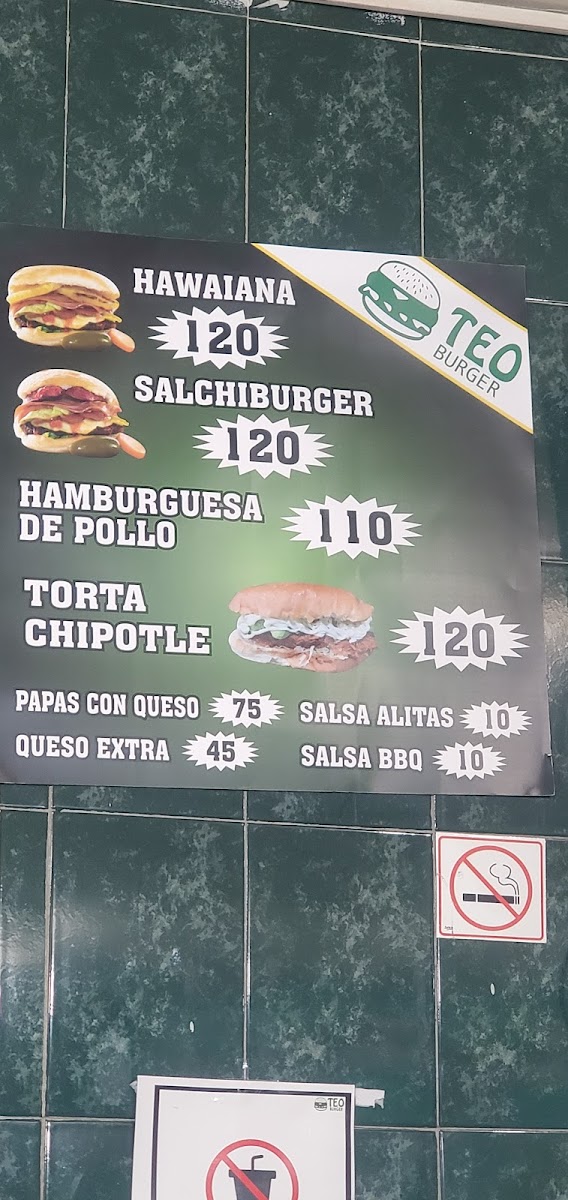 TEO
BURGER
HAWAIANA
120
SALCHIBURGER
120
HAMBURGUESA
DE POLLO
110
TORTA
CHIPOTLE
120
PAPAS CON QUESO 75
SALSA ALITAS 10
QUESO EXTRA 45
SALSA BBQ 10
TEO
BURGER